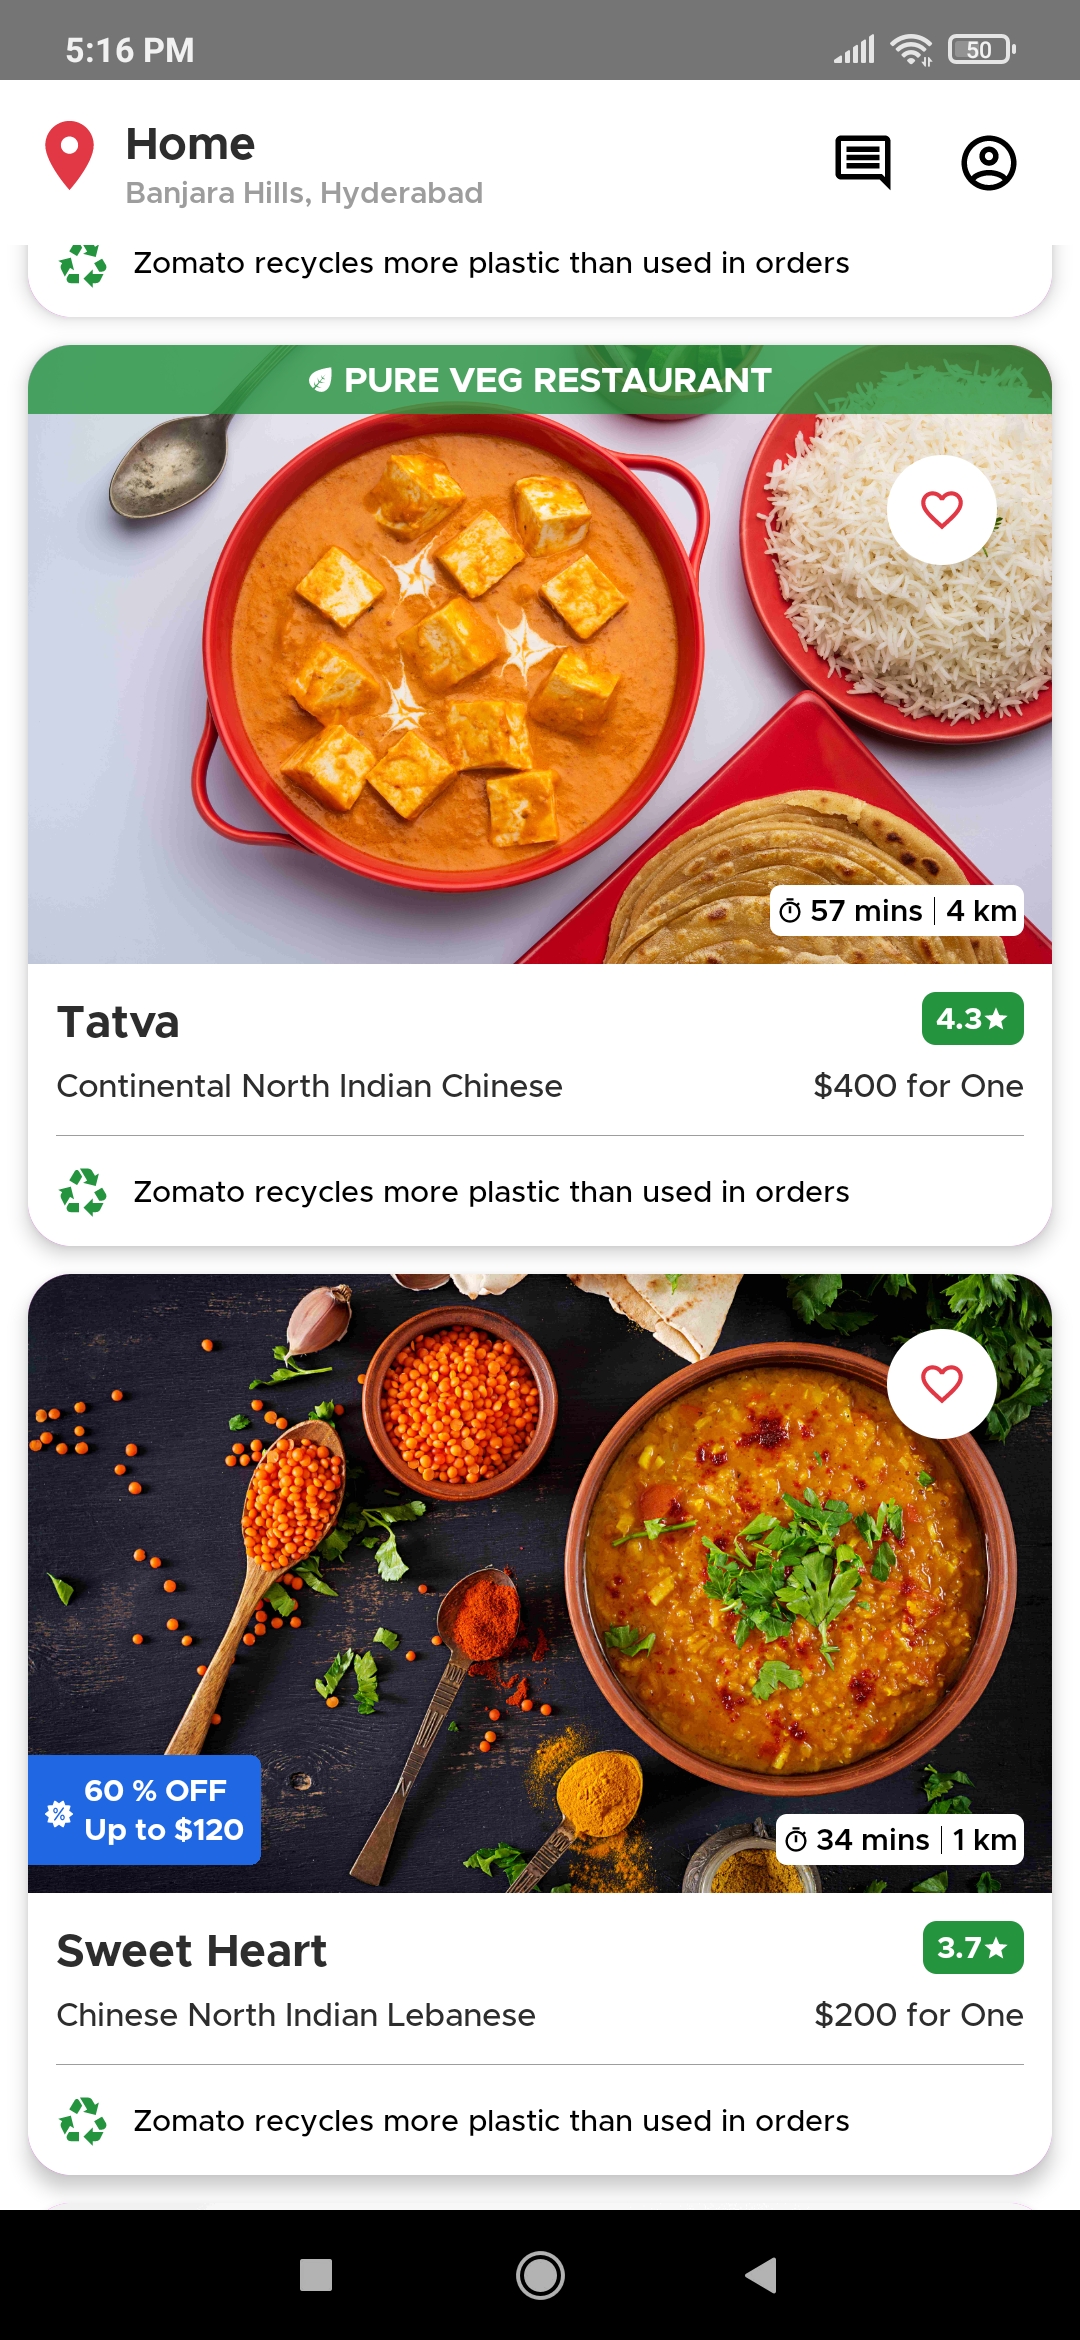 5:16 PM
50
Home
Banjara Hills, Hyderabad
Zomato recycles more plastic than used in orders
PURE VEG RESTAURANT
57 mins | 4 km
Tatva
4.3★
Continental North Indian Chinese
$400 for One
Zomato recycles more plastic than used in orders
60 % OFF
Up to $120
34 mins | 1 km
Sweet Heart
3.7★
Chinese North Indian Lebanese
$200 for One
Zomato recycles more plastic than used in orders